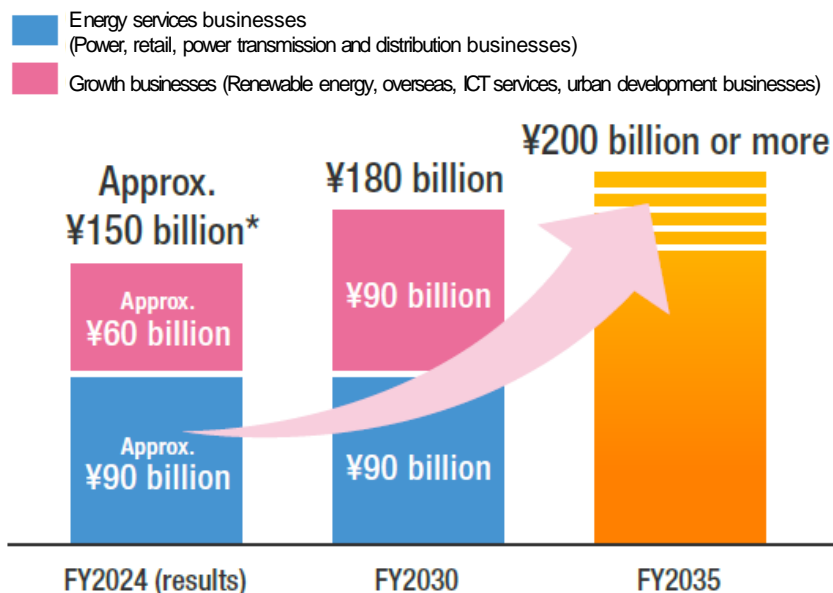 Energy services businesses
(Power, retail, power transmission and distribution businesses)
Growth businesses (Renewable energy, overseas, ICT services, urban development businesses)
¥200 billion or more
Approx.
¥150 billion*
¥180 billion
Approx.
¥60 billion
¥90 billion
Approx.
¥90 billion
¥90 billion
FY2024 (results)
FY2030
FY2035